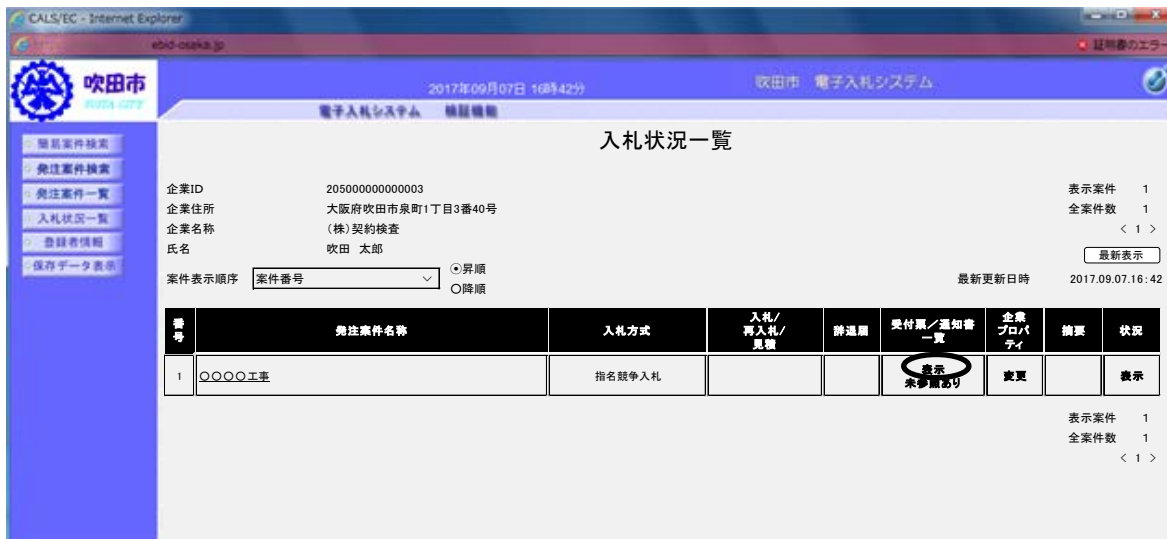 CALS/EC - Internet Explorer
ebid-osaka.jp
証明書のエラー
吹田市
SUITA CITY
2017年09月07日 16時42分
吹田市 電子入札システム
電子入札システム 検証機能
簡易案件検索
発注案件検索
発注案件一覧
入札状況一覧
登録者情報
保存データ表示
入札状況一覧
企業ID 205000000000003
企業住所 大阪府吹田市泉町1丁目3番40号
企業名称 (株)契約検査
氏名 吹田 太郎
表示案件 1
全案件数 1
< 1 >
最新表示
案件表示順序 案件番号
昇順
降順
最新更新日時 2017.09.07.16:42
番号 発注案件名称 入札方式 入札/再入札/見積 辞退届 受付票/通知書一覧 企業プロパティ 摘要 状況
1 〇〇〇〇工事 指名競争入札 表示 未参照あり 変更 表示
表示案件 1
全案件数 1
< 1 >